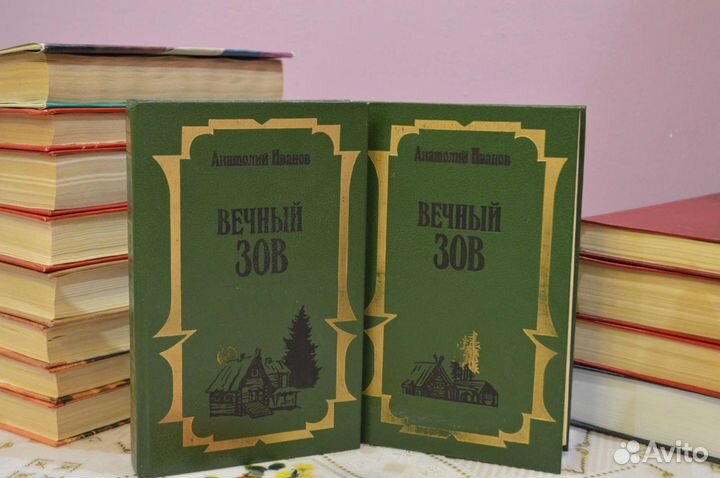 Анатолий Иванов
ВЕЧНЫЙ
ЗОВ
Анатолий Иванов
ВЕЧНЫЙ
ЗОВ
Avito